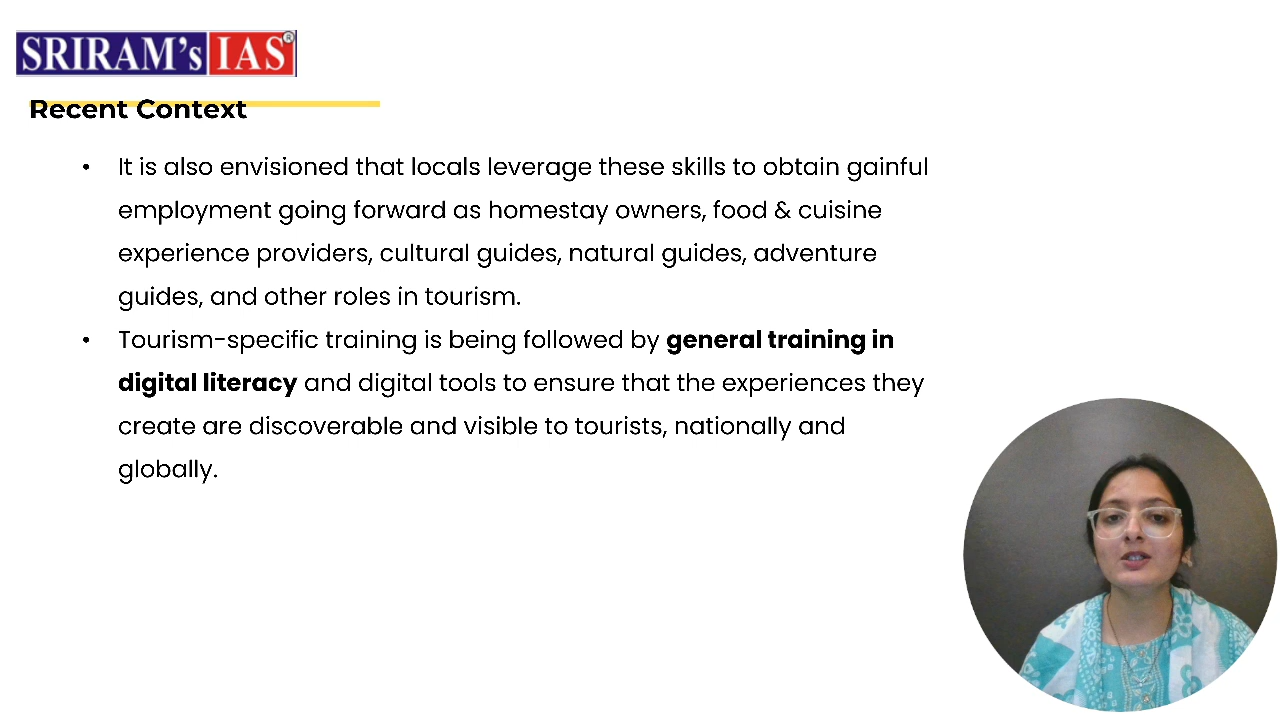 SRIRAM's IAS®
Recent Context
• It is also envisioned that locals leverage these skills to obtain gainful
employment going forward as homestay owners, food & cuisine
experience providers, cultural guides, natural guides, adventure
guides, and other roles in tourism.
• Tourism-specific training is being followed by general training in
digital literacy and digital tools to ensure that the experiences they
create are discoverable and visible to tourists, nationally and
globally.